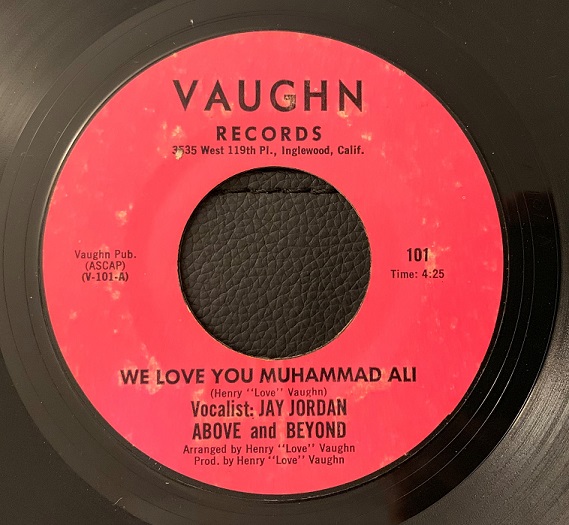 VAUGHN
RECORDS
3535 West 119th Pl., Inglewood, Calif.
Vaughn Pub.
(ASCAP)
(V-101-A)
101
Time: 4:25
WE LOVE YOU MUHAMMAD ALI
(Henry "Love" Vaughn)
Vocalist: JAY JORDAN
ABOVE and BEYOND
Arranged by Henry "Love" Vaughn
Prod. by Henry "Love" Vaughn